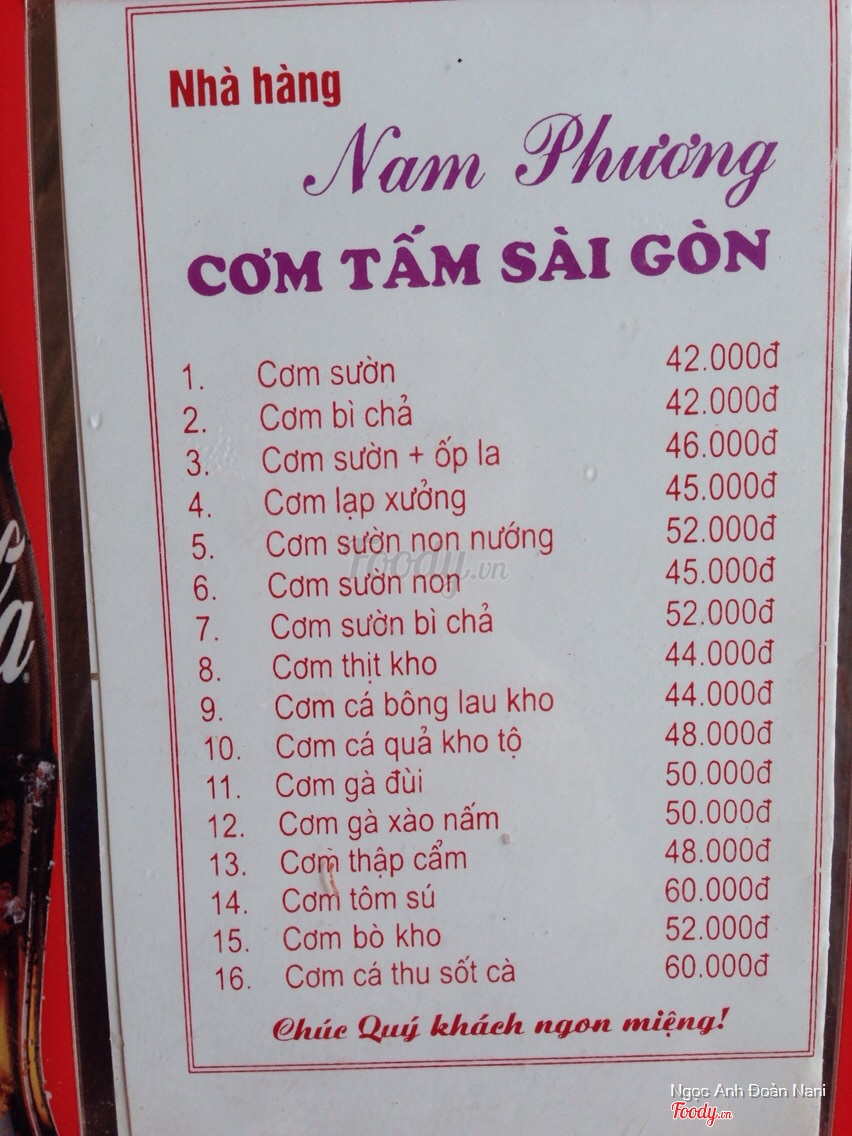 Nhà hàng
Nam Phương
CƠM TẤM SÀI GÒN
1. Cơm sườn 42.000đ
2. Cơm bì chả 42.000đ
3. Cơm sườn + ốp la 46.000đ
4. Cơm lạp xưởng 45.000đ
5. Cơm sườn non nướng 52.000đ
6. Cơm sườn non 45.000đ
7. Cơm sườn bì chả 52.000đ
8. Cơm thịt kho 44.000đ
9. Cơm cá bông lau kho 44.000đ
10. Cơm cá quả kho tộ 48.000đ
11. Cơm gà đùi 50.000đ
12. Cơm gà xào nấm 50.000đ
13. Cơm thập cẩm 48.000đ
14. Cơm tôm sú 60.000đ
15. Cơm bò kho 52.000đ
16. Cơm cá thu sốt cà 60.000đ
Chúc Quý khách ngon miệng!
Foody.vn
Ngọc Anh Đoàn Nani
Foody.vn